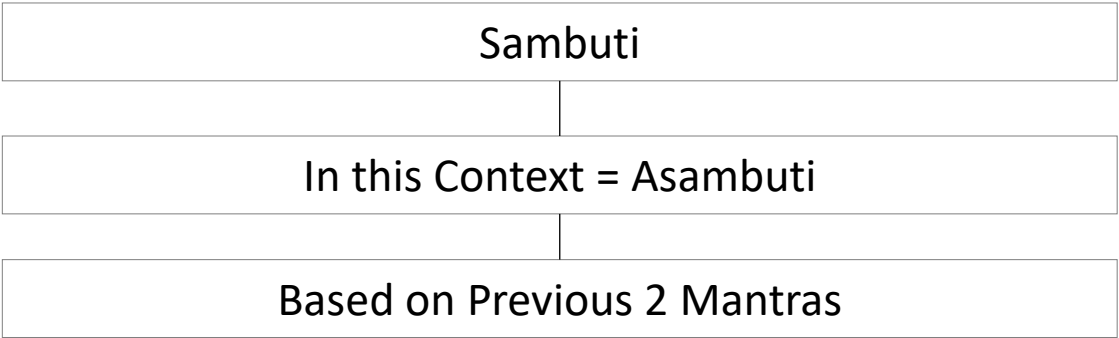 Sambuti
In this Context = Asambuti
Based on Previous 2 Mantras